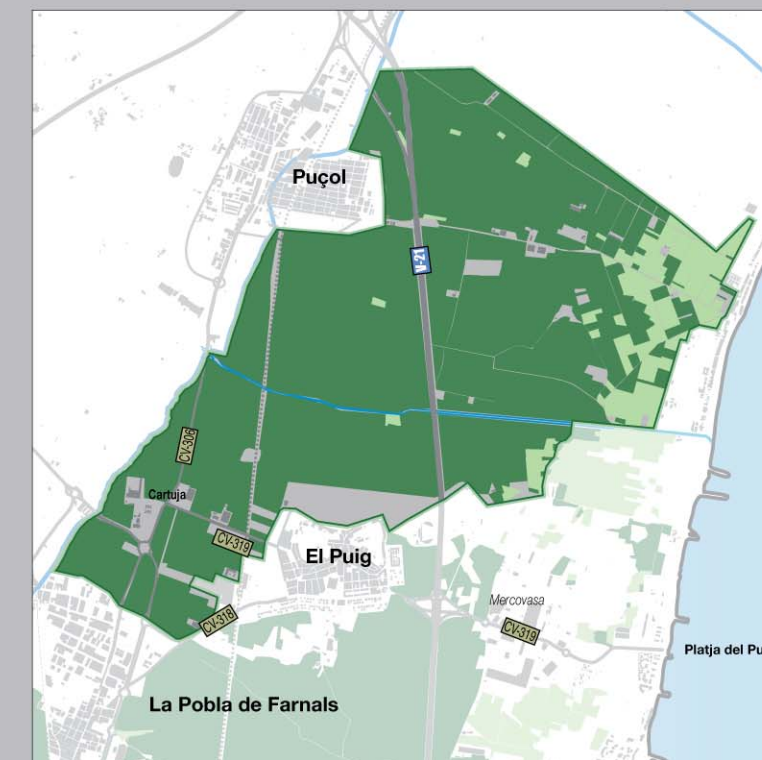 Puçol
V-21
CV-306
Cartuja
CV-319
El Puig
CV-318
Mercovasa
CV-319
Platja del Pu
La Pobla de Farnals